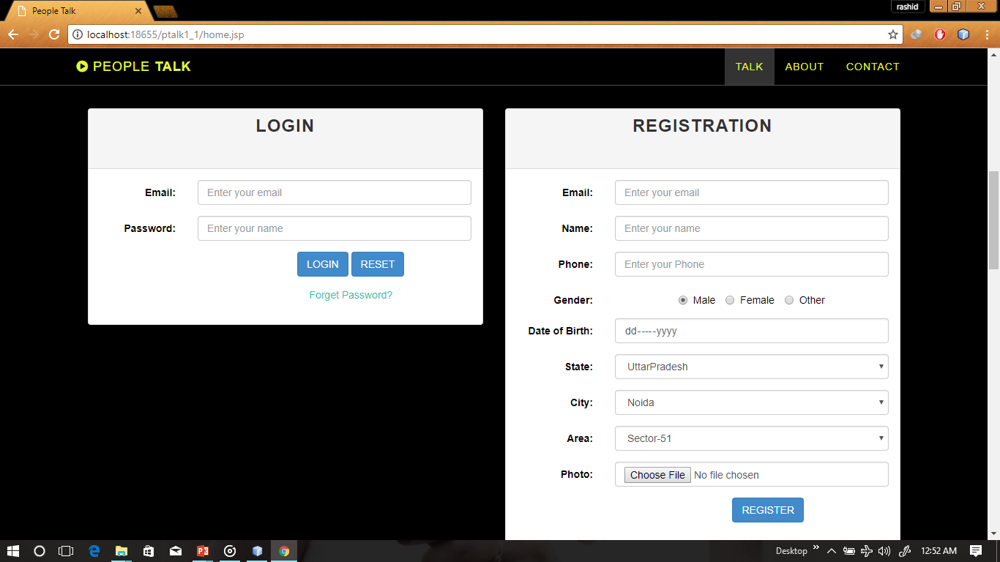 People Talk
rashid
localhost:18655/ptalk1_1/home.jsp
PEOPLE TALK
TALK ABOUT CONTACT
LOGIN
Email: Enter your email
Password: Enter your name
LOGIN RESET
Forget Password?
REGISTRATION
Email: Enter your email
Name: Enter your name
Phone: Enter your Phone
Gender: Male Female Other
Date of Birth: dd-----yyyy
State: UttarPradesh
City: Noida
Area: Sector-51
Photo: Choose File No file chosen
REGISTER
Desktop
12:52 AM